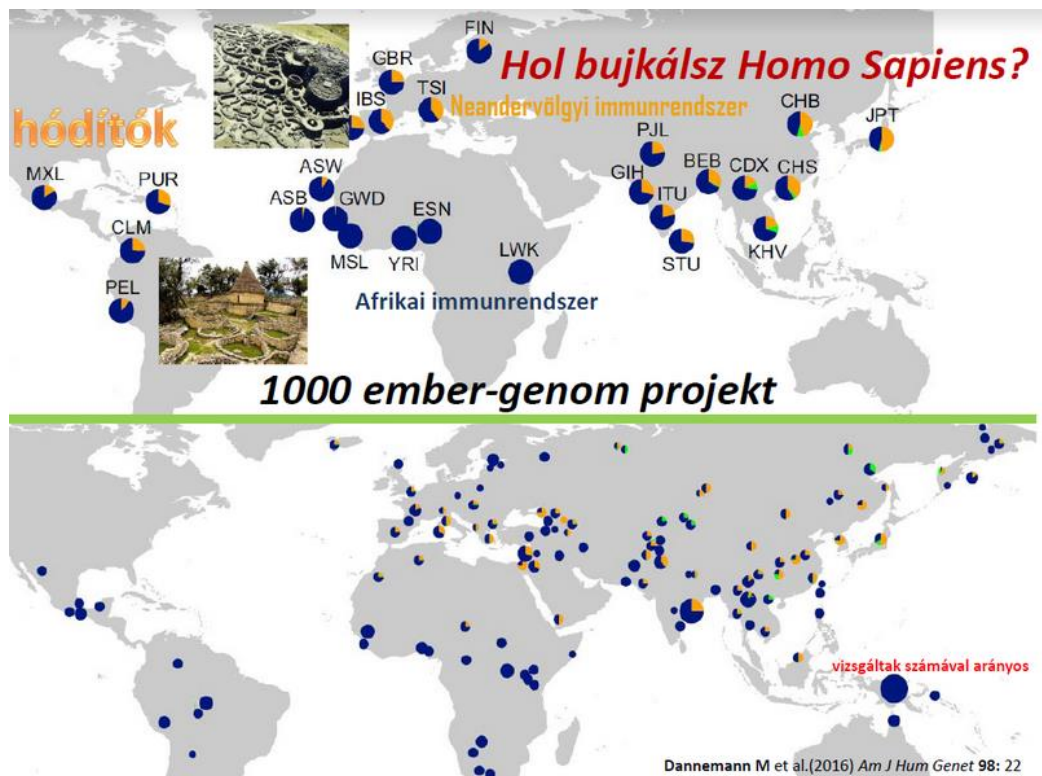 FIN
Hol bujkálsz Homo Sapiens?
GBR
IBS
TSI
Neandervölgyi immunrendszer
CHB
JPT
hódítók
PJL
BEB
CDX
CHS
MXL
PUR
ASW
GIH
ITU
ASB
GWD
ESN
CLM
MSL
YRI
LWK
STU
KHV
PEL
Afrikai immunrendszer
1000 ember-genom projekt
vizsgáltak számával arányos
Dannemann M et al.(2016) Am J Hum Genet 98: 22